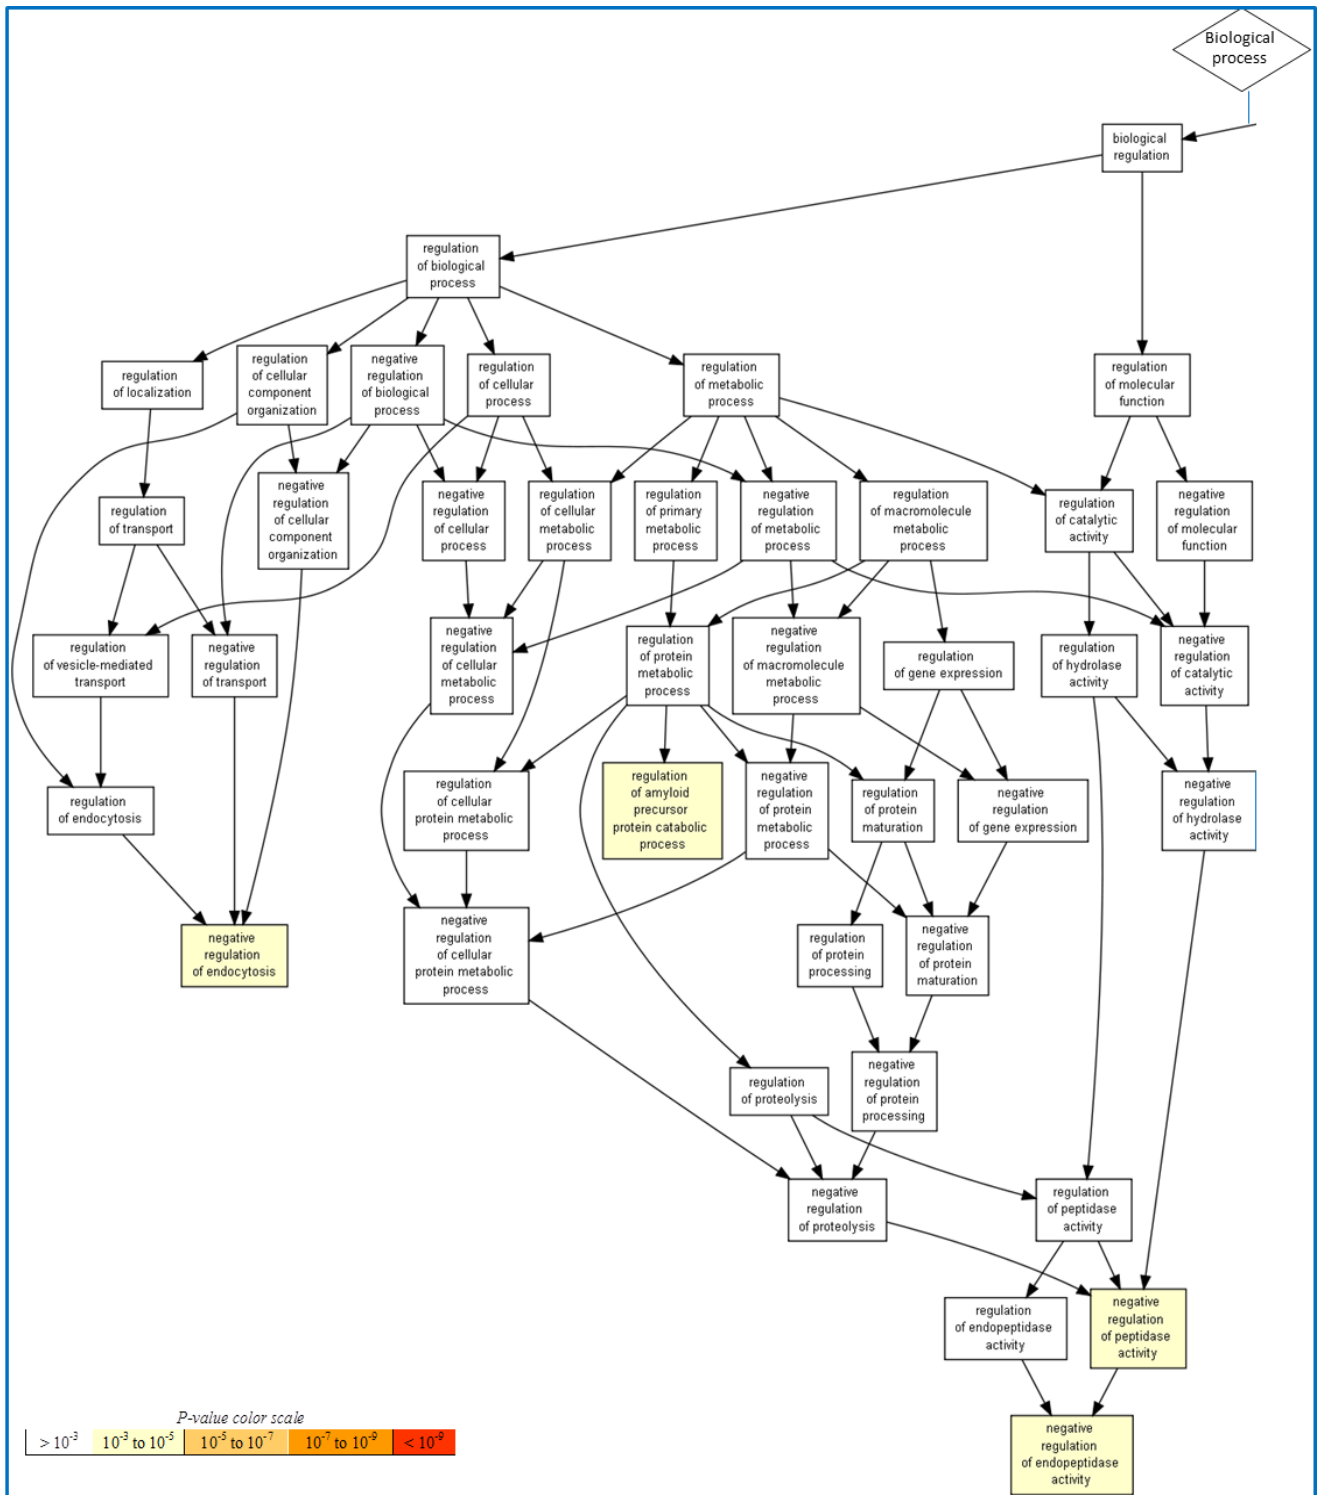 Biological
process
biological
regulation
regulation
of biological
process
regulation
of localization
regulation
of cellular
component
organization
negative
regulation
of biological
process
regulation
of cellular
process
regulation
of metabolic
process
regulation
of molecular
function
regulation
of transport
negative
regulation
of cellular
component
organization
negative
regulation
of cellular
process
regulation
of cellular
metabolic
process
regulation
of primary
metabolic
process
negative
regulation
of metabolic
process
regulation
of macromolecule
metabolic
process
regulation
of catalytic
activity
negative
regulation
of molecular
function
regulation
of vesicle-mediated
transport
negative
regulation
of transport
negative
regulation
of cellular
metabolic
process
regulation
of protein
metabolic
process
negative
regulation
of macromolecule
metabolic
process
regulation
of gene expression
regulation
of hydrolase
activity
negative
regulation
of catalytic
activity
regulation
of endocytosis
regulation
of cellular
protein metabolic
process
regulation
of amyloid
precursor
protein catabolic
process
negative
regulation
of protein
metabolic
process
regulation
of protein
maturation
negative
regulation
of gene expression
negative
regulation
of hydrolase
activity
negative
regulation
of endocytosis
negative
regulation
of cellular
protein metabolic
process
regulation
of protein
processing
negative
regulation
of protein
maturation
regulation
of proteolysis
negative
regulation
of protein
processing
negative
regulation
of proteolysis
regulation
of peptidase
activity
regulation
of endopeptidase
activity
negative
regulation
of peptidase
activity
negative
regulation
of endopeptidase
activity
P-value color scale
> 10⁻³ 10⁻³ to 10⁻⁵ 10⁻⁵ to 10⁻⁷ 10⁻⁷ to 10⁻⁹ < 10⁻⁹